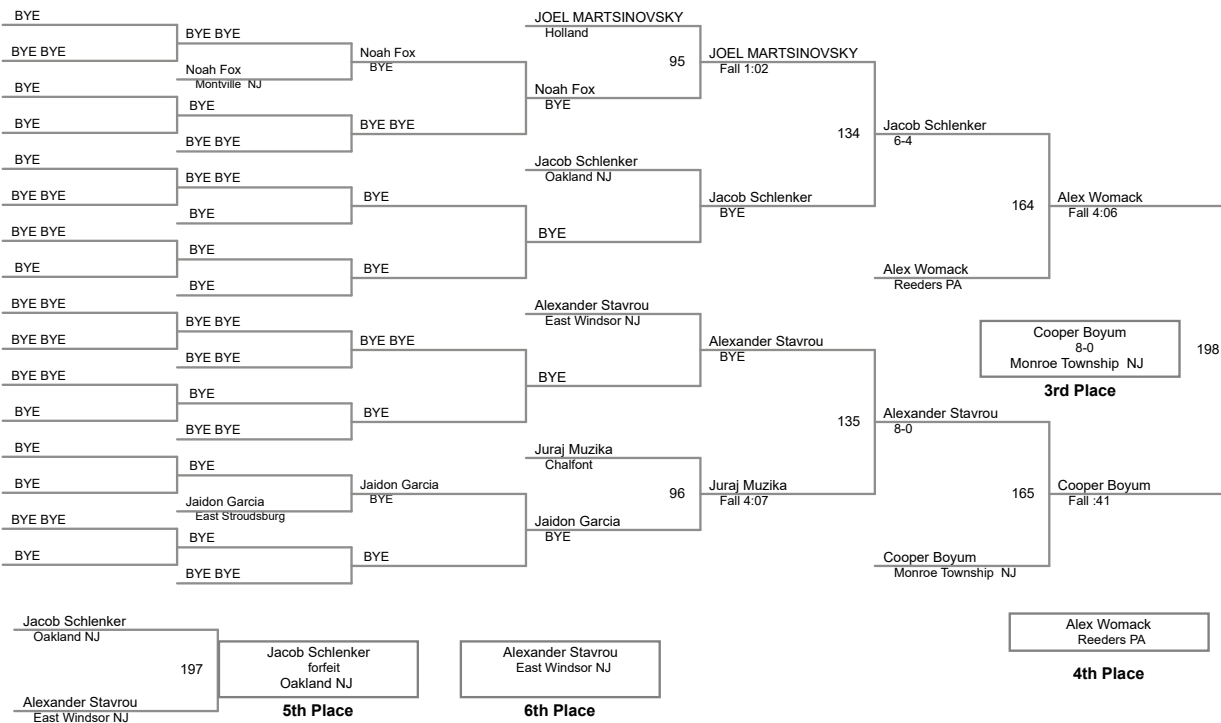 BYE
BYE BYE
BYE
BYE
BYE
BYE BYE
BYE BYE
BYE
BYE BYE
BYE BYE
BYE BYE
BYE
BYE
BYE
BYE BYE
BYE
BYE BYE
Noah Fox
Montville NJ
BYE
BYE BYE
BYE BYE
BYE
BYE
BYE
BYE BYE
BYE BYE
BYE
BYE BYE
BYE
Jaidon Garcia
East Stroudsburg
BYE
BYE BYE
Noah Fox
BYE
BYE BYE
BYE
BYE
BYE BYE
BYE
Jaidon Garcia
BYE
BYE
JOEL MARTSINOVSKY
Holland
95
Noah Fox
BYE
Jacob Schlenker
Oakland NJ
BYE
Alexander Stavrou
East Windsor NJ
BYE
Juraj Muzika
Chalfont
96
Jaidon Garcia
BYE
JOEL MARTSINOVSKY
Fall 1:02
134
Jacob Schlenker
BYE
Alexander Stavrou
BYE
135
Juraj Muzika
Fall 4:07
Jacob Schlenker
6-4
164
Alex Womack
Reeders PA
Alexander Stavrou
8-0
165
Cooper Boyum
Monroe Township NJ
Alex Womack
Fall 4:06
Cooper Boyum
8-0
Monroe Township NJ
198
3rd Place
Cooper Boyum
Fall :41
Jacob Schlenker
Oakland NJ
197
Alexander Stavrou
East Windsor NJ
Jacob Schlenker
forfeit
Oakland NJ
5th Place
Alexander Stavrou
East Windsor NJ
6th Place
Alex Womack
Reeders PA
4th Place